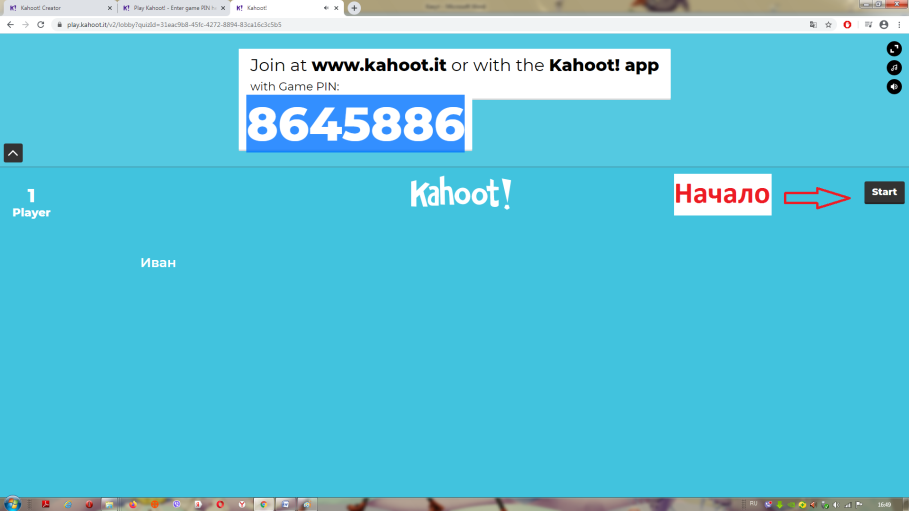 Kahoot! Creator
Play Kahoot! - Enter game PIN h
Kahoot!
play.kahoot.it/v2/lobby?quizId=31eac9b8-45fc-4272-8894-83ca16c3c5b5
Join at www.kahoot.it or with the Kahoot! app
with Game PIN:
8645886
1
Player
Kahoot!
Начало
Start
Иван
RU
16:49